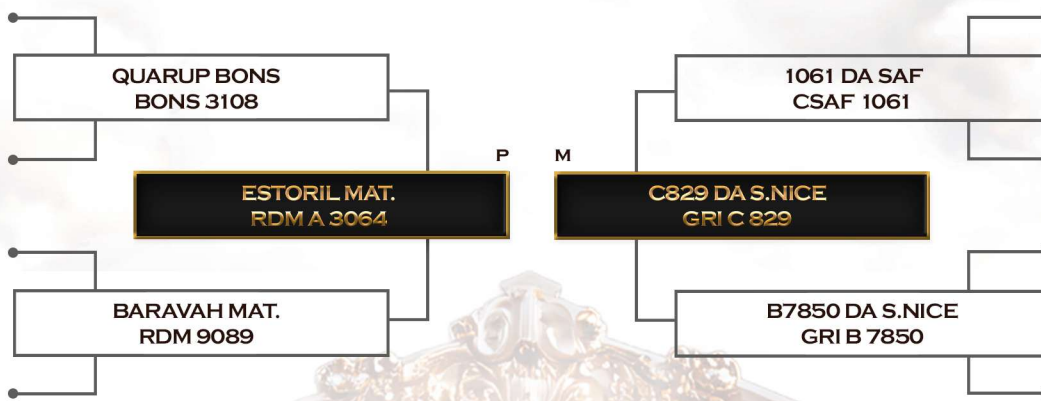 QUARUP BONS
BONS 3108
1061 DA SAF
CSAF 1061
P
M
ESTORIL MAT.
RDM A 3064
C829 DA S.NICE
GRI C 829
BARAVAH MAT.
RDM 9089
B7850 DA S.NICE
GRI B 7850